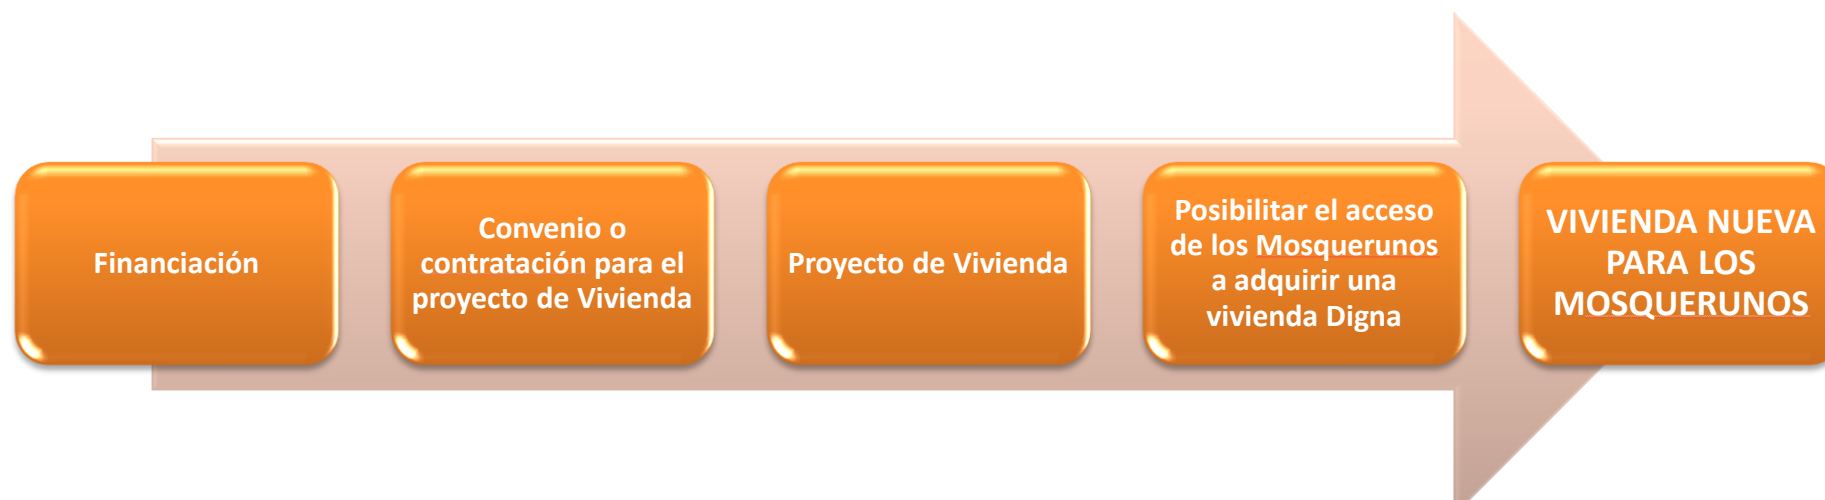 Financiación
Convenio o
contratación para el
proyecto de Vivienda
Proyecto de Vivienda
Posibilitar el acceso
de los Mosquerunos
a adquirir una
vivienda Digna
VIVIENDA NUEVA
PARA LOS
MOSQUERUNOS